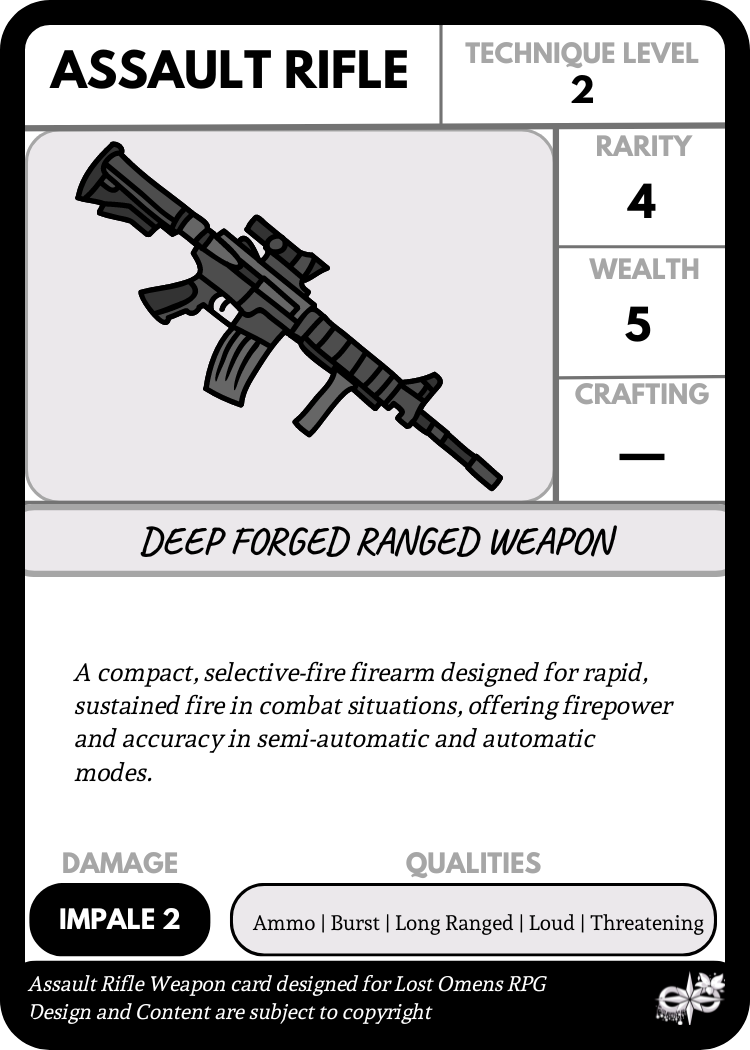 ASSAULT RIFLE
TECHNIQUE LEVEL
2
RARITY
4
WEALTH
5
CRAFTING
—
DEEP FORGED RANGED WEAPON
A compact, selective-fire firearm designed for rapid,
sustained fire in combat situations, offering firepower
and accuracy in semi-automatic and automatic
modes.
DAMAGE
IMPALE 2
QUALITIES
Ammo | Burst | Long Ranged | Loud | Threatening
Assault Rifle Weapon card designed for Lost Omens RPG
Design and Content are subject to copyright